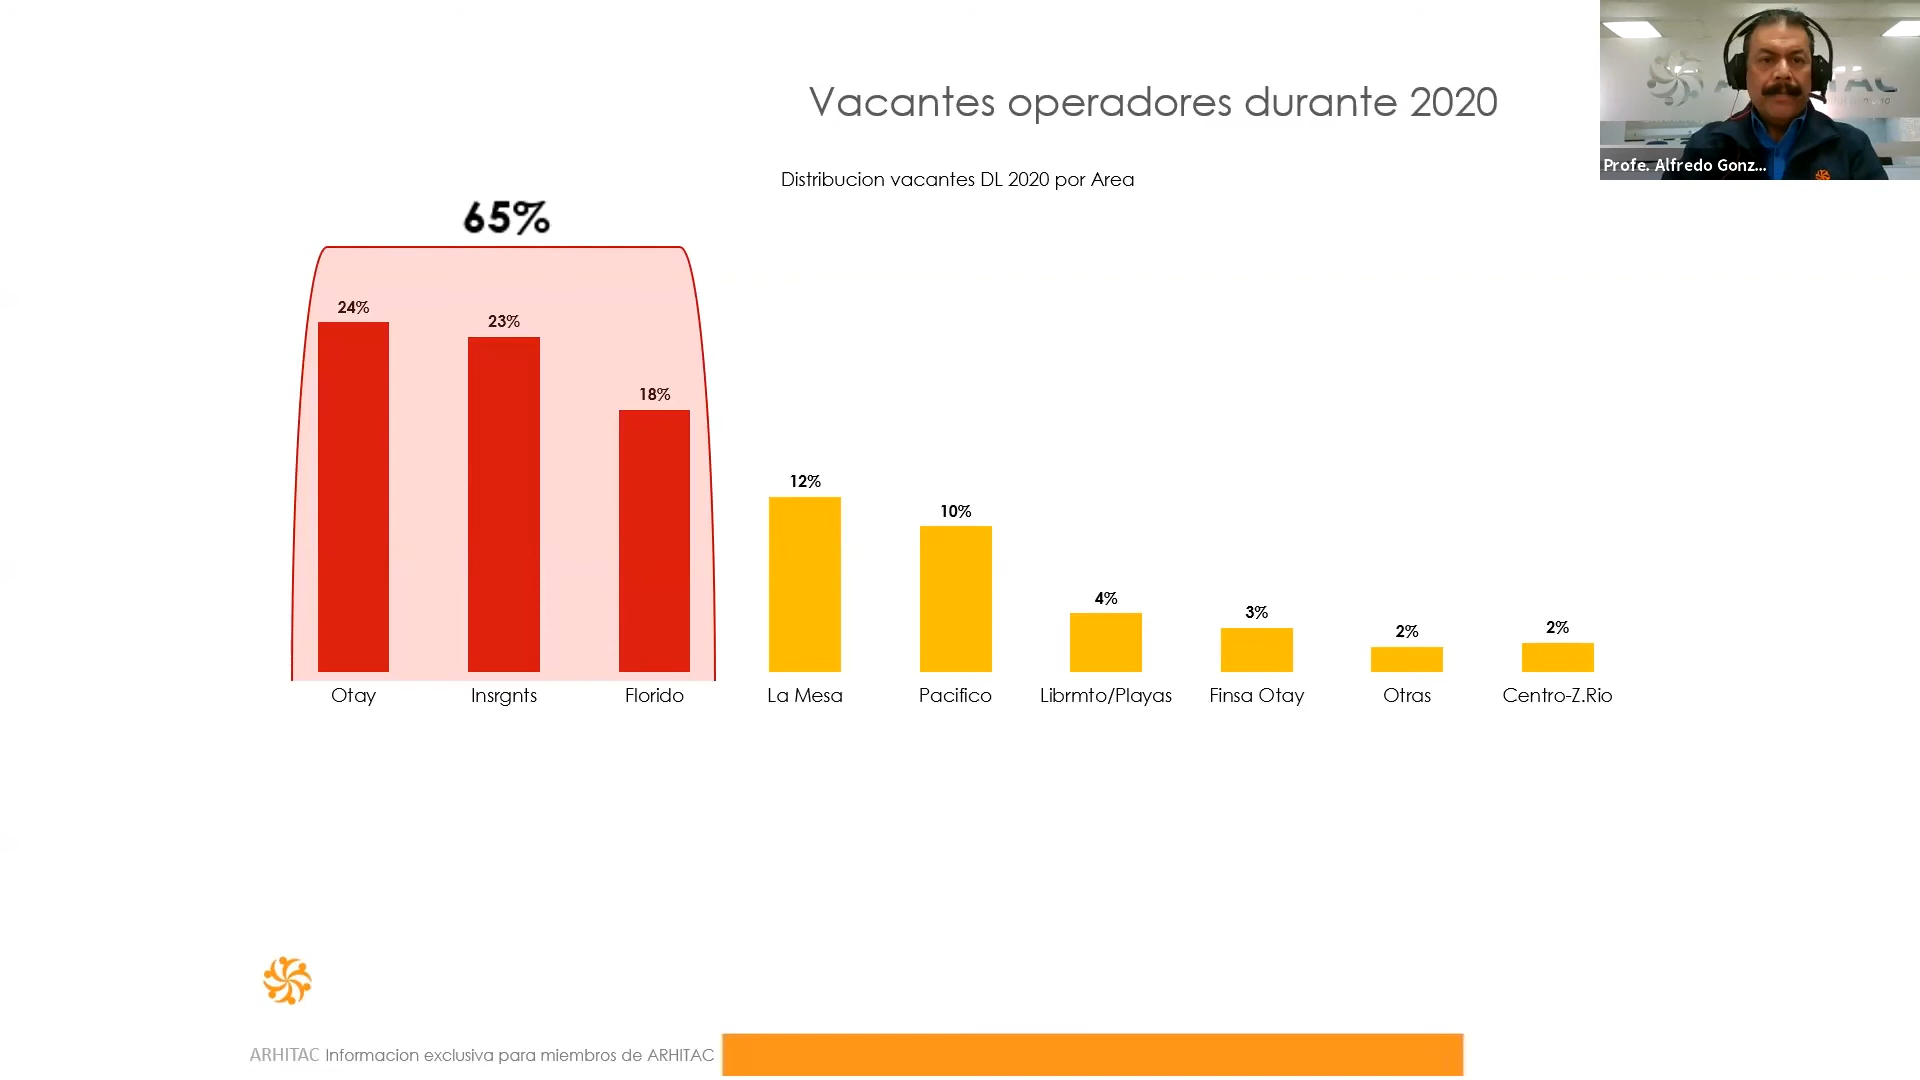 Vacantes operadores durante 2020
Profe. Alfredo Gonz...
Distribucion vacantes DL 2020 por Area
65%
24%
23%
18%
12%
10%
4%
3%
2%
2%
Otay
Insrgnts
Florido
La Mesa
Pacifico
Librmto/Playas
Finsa Otay
Otras
Centro-Z.Rio
ARHITAC Informacion exclusiva para miembros de ARHITAC